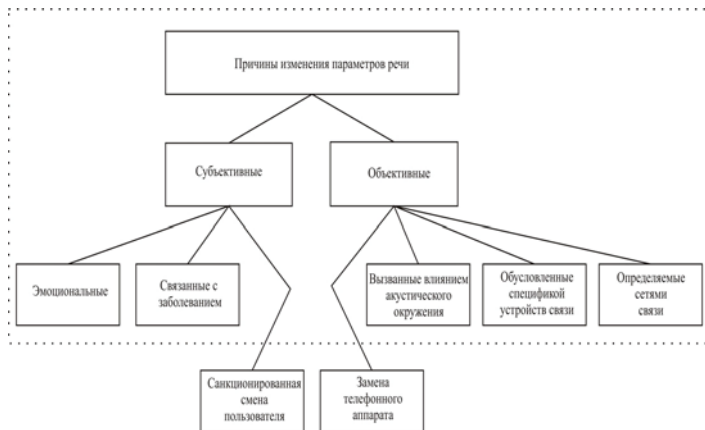 Причины изменения параметров речи
Субъективные
Объективные
Эмоциональные
Связанные с
заболеванием
Вызванные влиянием
акустического
окружения
Обусловленные
спецификой
устройств связи
Определяемые
сетями
связи
Санкционированная
смена
пользователя
Замена
телефонного
аппарата